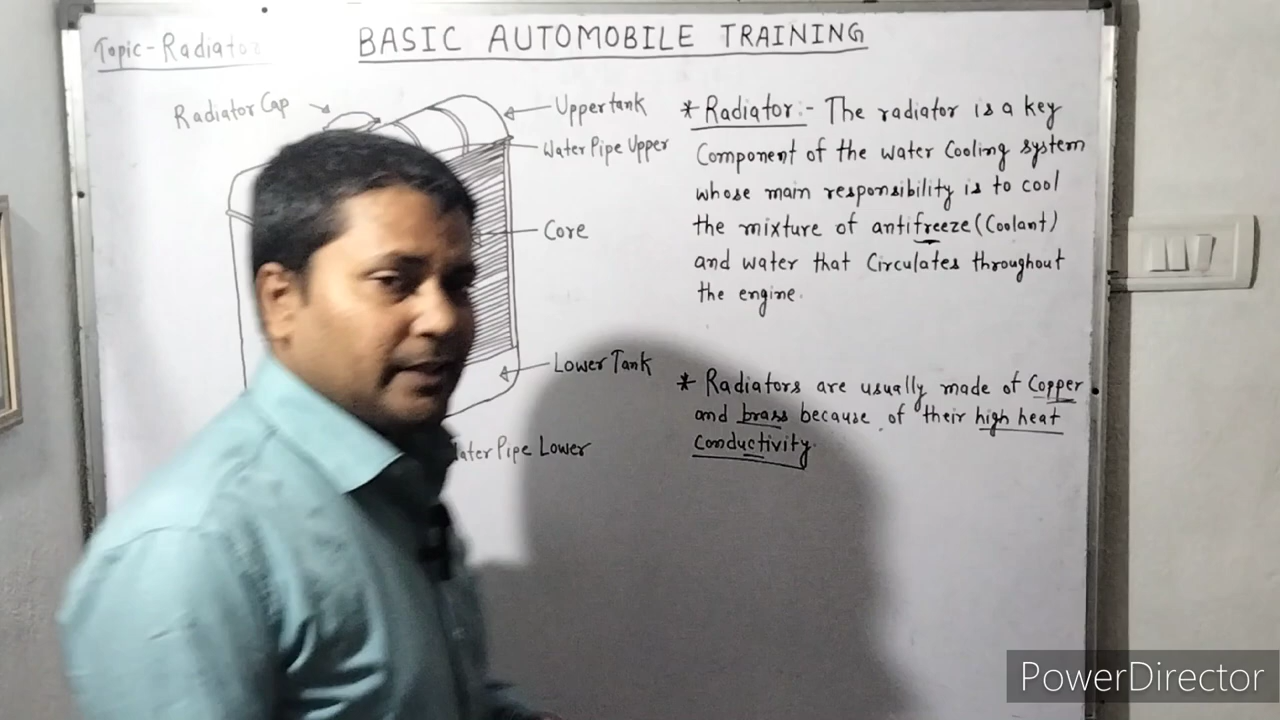 Topic-Radiator
BASIC AUTOMOBILE TRAINING
Radiator Cap
Upper tank
Water Pipe Upper
Core
Lower Tank
Pipe Lower
* Radiator:- The radiator is a key
Component of the water Cooling system
whose main responsibility is to cool
the mixture of antifreeze (Coolant)
and water that Circulates throughout
the engine.
* Radiators are usually made of Copper
and brass because of their high heat
Conductivity.
PowerDirector